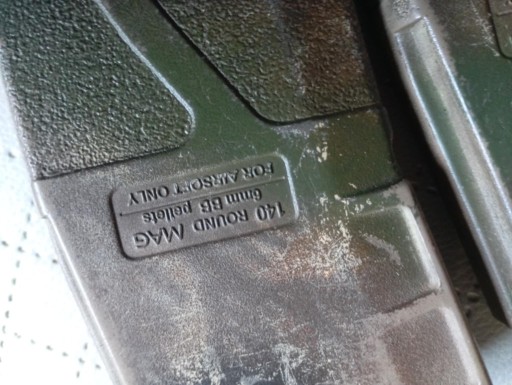 140 ROUND MAG
6mm BB pellets
FOR AIRSOFT ONLY